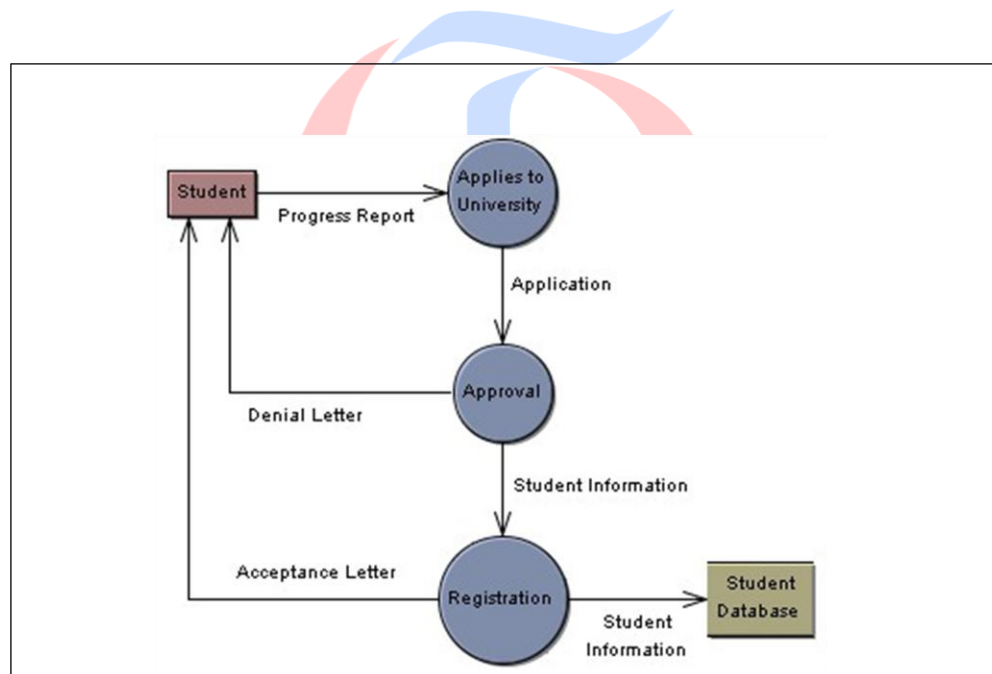 Student
Progress Report
Applies to
University
Application
Approval
Denial Letter
Student Information
Acceptance Letter
Registration
Student
Information
Student
Database